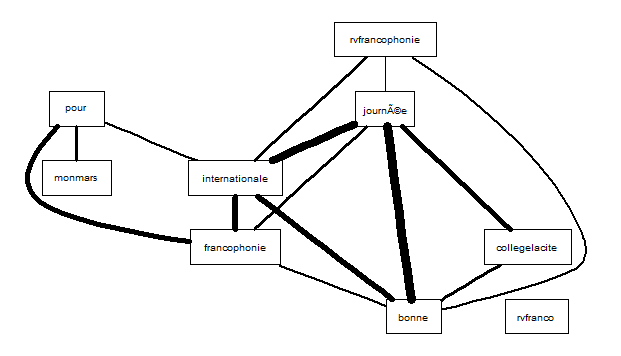 rvfrancophonie
pour
journÃ©e
monmars
internationale
francophonie
collegelacite
bonne
rvfranco